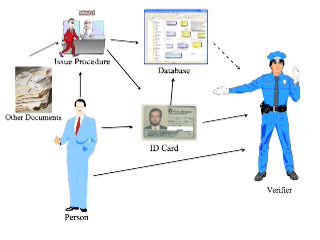 Issue Procedure
Database
Other Documents
ID Card
Person
Verifier